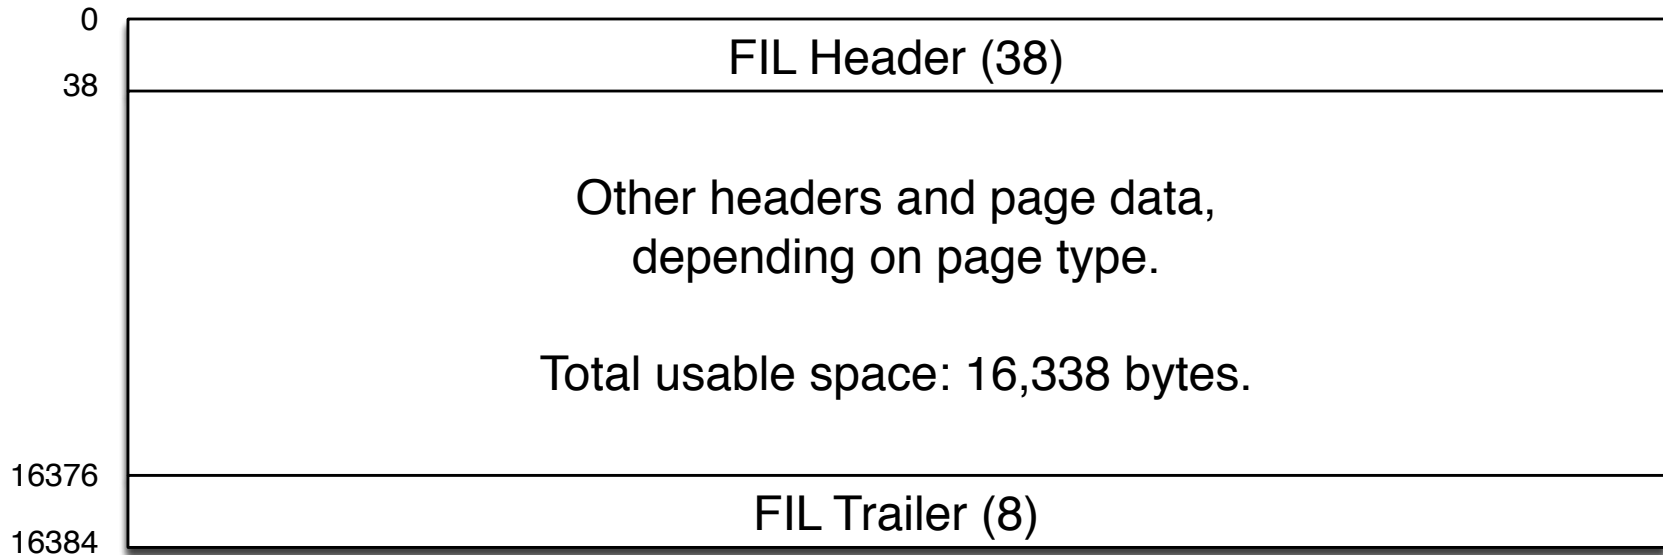 0
FIL Header (38)
38
Other headers and page data,
depending on page type.
Total usable space: 16,338 bytes.
16376
FIL Trailer (8)
16384